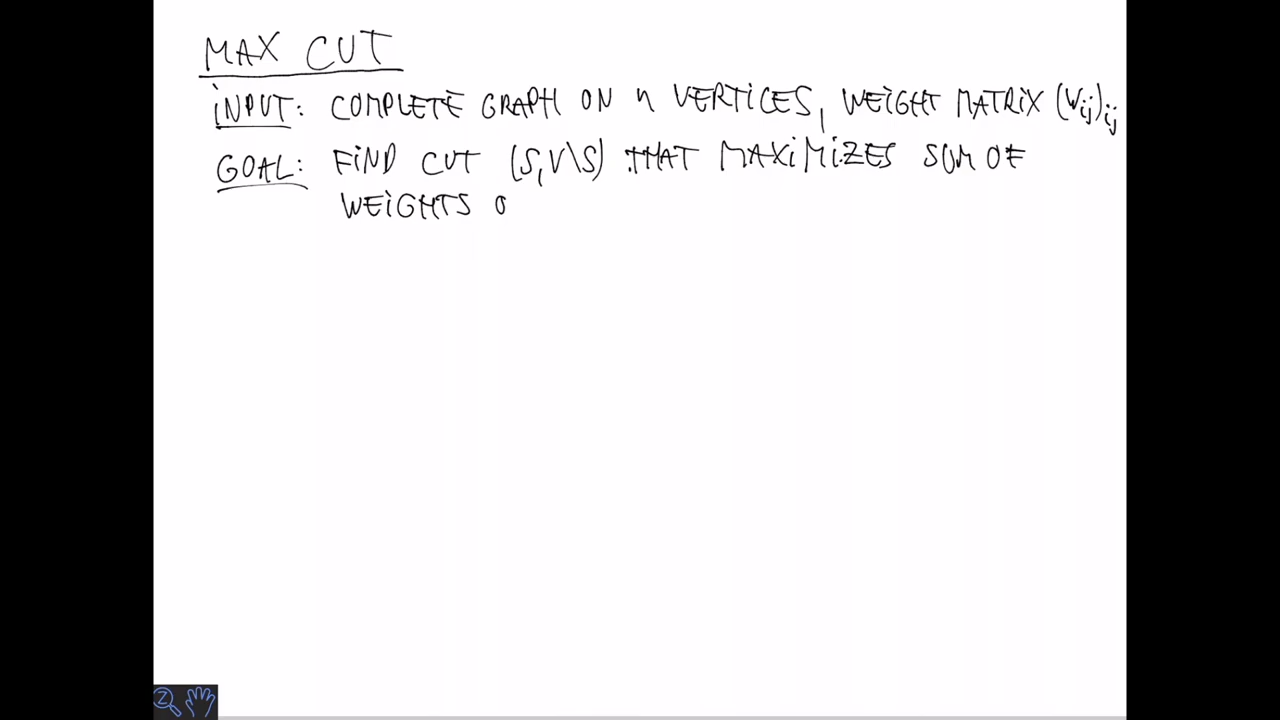 MAX CUT
INPUT: COMPLETE GRAPH ON n VERTICES, WEIGHT MATRIX (Wij)ij
GOAL: FIND CUT (S,V\S) THAT MAXIMIZES SUM OF
WEIGHTS O
Z